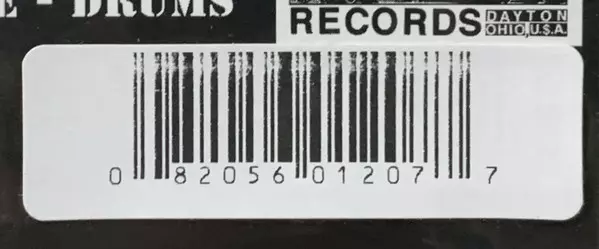 - DRUMS
RECORDS DAYTON
OHIO, U.S.A.
0 82056 01207 7